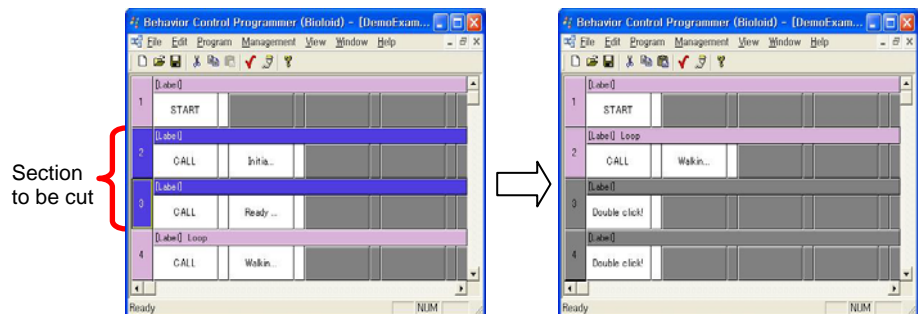 Section
to be cut
Behavior Control Programmer (Bioloid) - [DemoExam...
File Edit Program Management View Window Help
[Label]
1
START
[Label]
2
CALL Initia...
[Label]
3
CALL Ready ...
[Label] Loop
4
CALL Walkin...
Ready NUM
Behavior Control Programmer (Bioloid) - [DemoExam...
File Edit Program Management View Window Help
[Label]
1
START
[Label] Loop
2
CALL Walkin...
[Label]
3
Double click!
[Label]
4
Double click!
Ready NUM